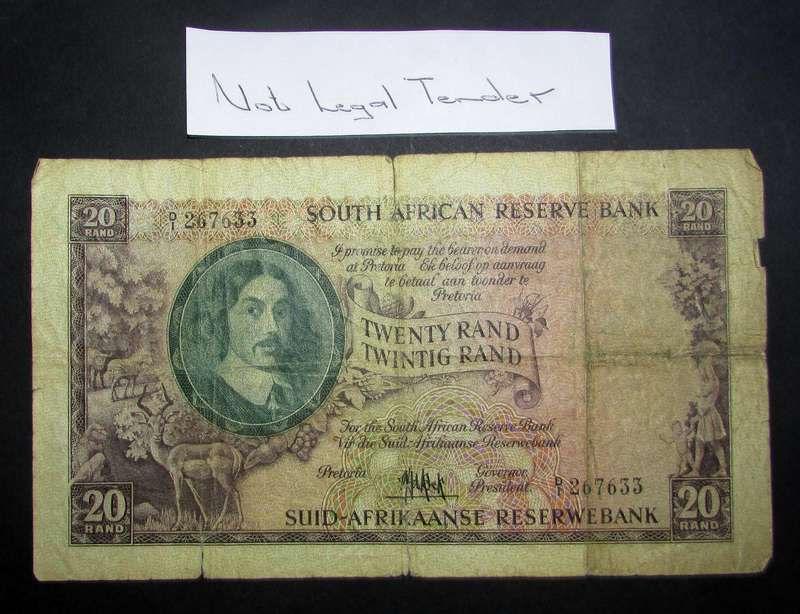 Not Legal Tender
20 RAND
D/1 267633 SOUTH AFRICAN RESERVE BANK
20 RAND
I promise to pay the bearer on demand
at Pretoria Ek beloof op aanvraag
te betaal aan toonder te
Pretoria
TWENTY RAND
TWINTIG RAND
For the South African Reserve Bank
Vir die Suid-Afrikaanse Reserwebank
Pretoria Governor
President. D/1 267633
20 RAND
SUID-AFRIKAANSE RESERWEBANK
20 RAND